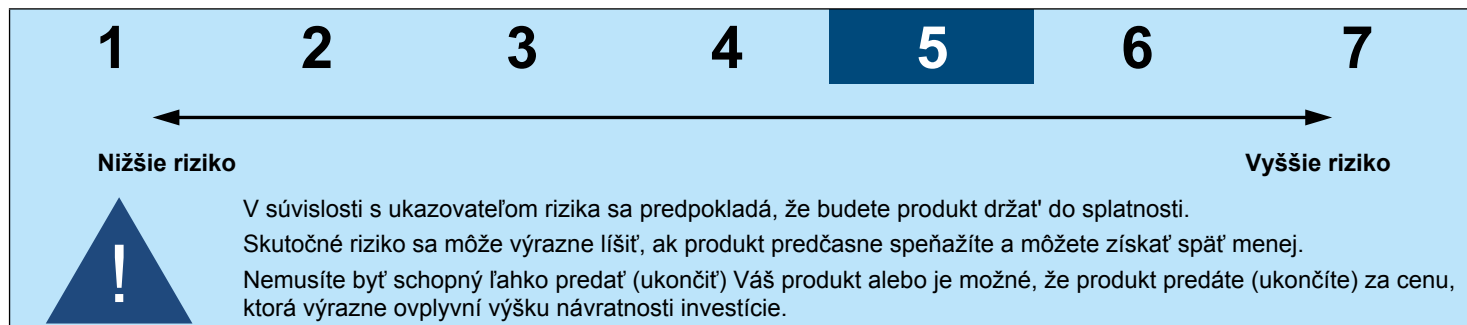 1 2 3 4 5 6 7
Nižšie riziko Vyššie riziko
! V súvislosti s ukazovateľom rizika sa predpokladá, že budete produkt držat' do splatnosti.
Skutočné riziko sa môže výrazne líšiť, ak produkt predčasne speňažíte a môžete získať späť menej.
Nemusíte byť schopný ľahko predať (ukončiť) Váš produkt alebo je možné, že produkt predáte (ukončíte) za cenu,
ktorá výrazne ovplyvní výšku návratnosti investície.